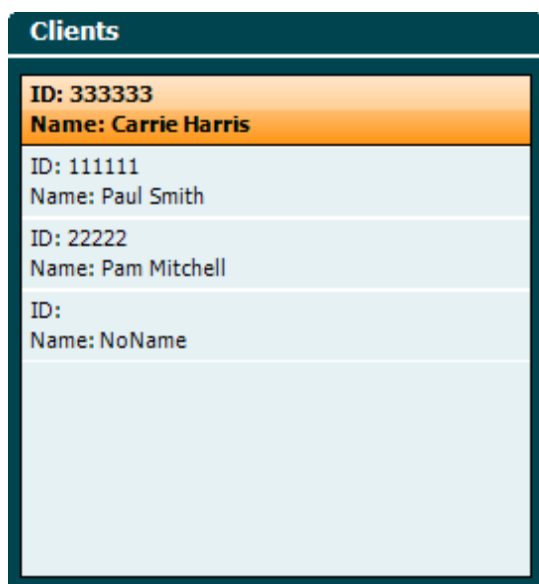 Clients
ID: 333333
Name: Carrie Harris
ID: 111111
Name: Paul Smith
ID: 22222
Name: Pam Mitchell
ID:
Name: NoName